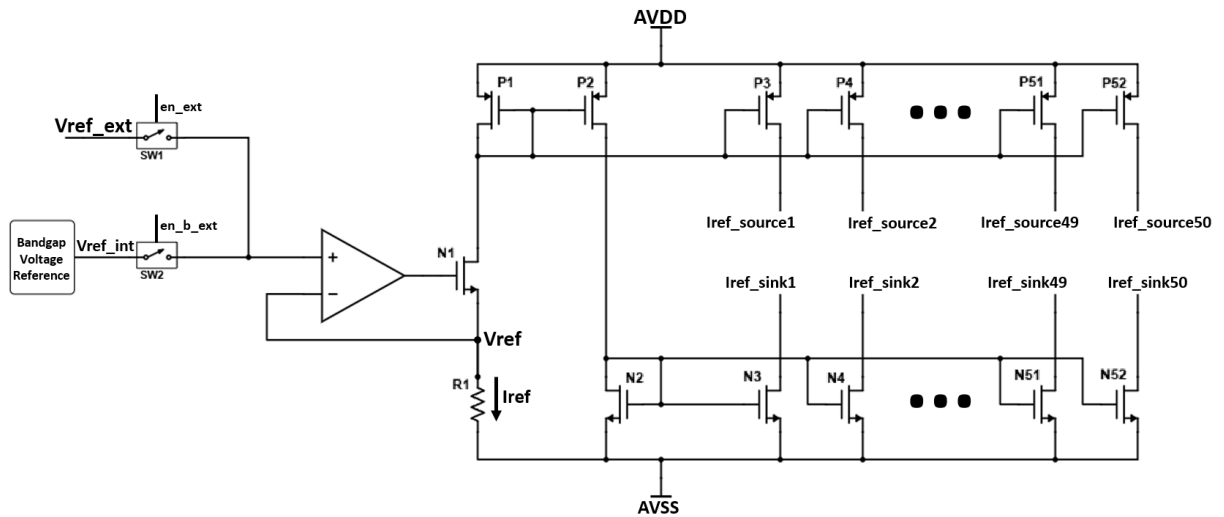 AVDD
P1
P2
P3
P4
P51
P52
en_ext
Vref_ext
SW1
en_b_ext
Bandgap
Voltage
Reference
Vref_int
SW2
+
−
N1
Iref_source1
Iref_source2
Iref_source49
Iref_source50
Iref_sink1
Iref_sink2
Iref_sink49
Iref_sink50
Vref
R1
Iref
N2
N3
N4
N51
N52
AVSS